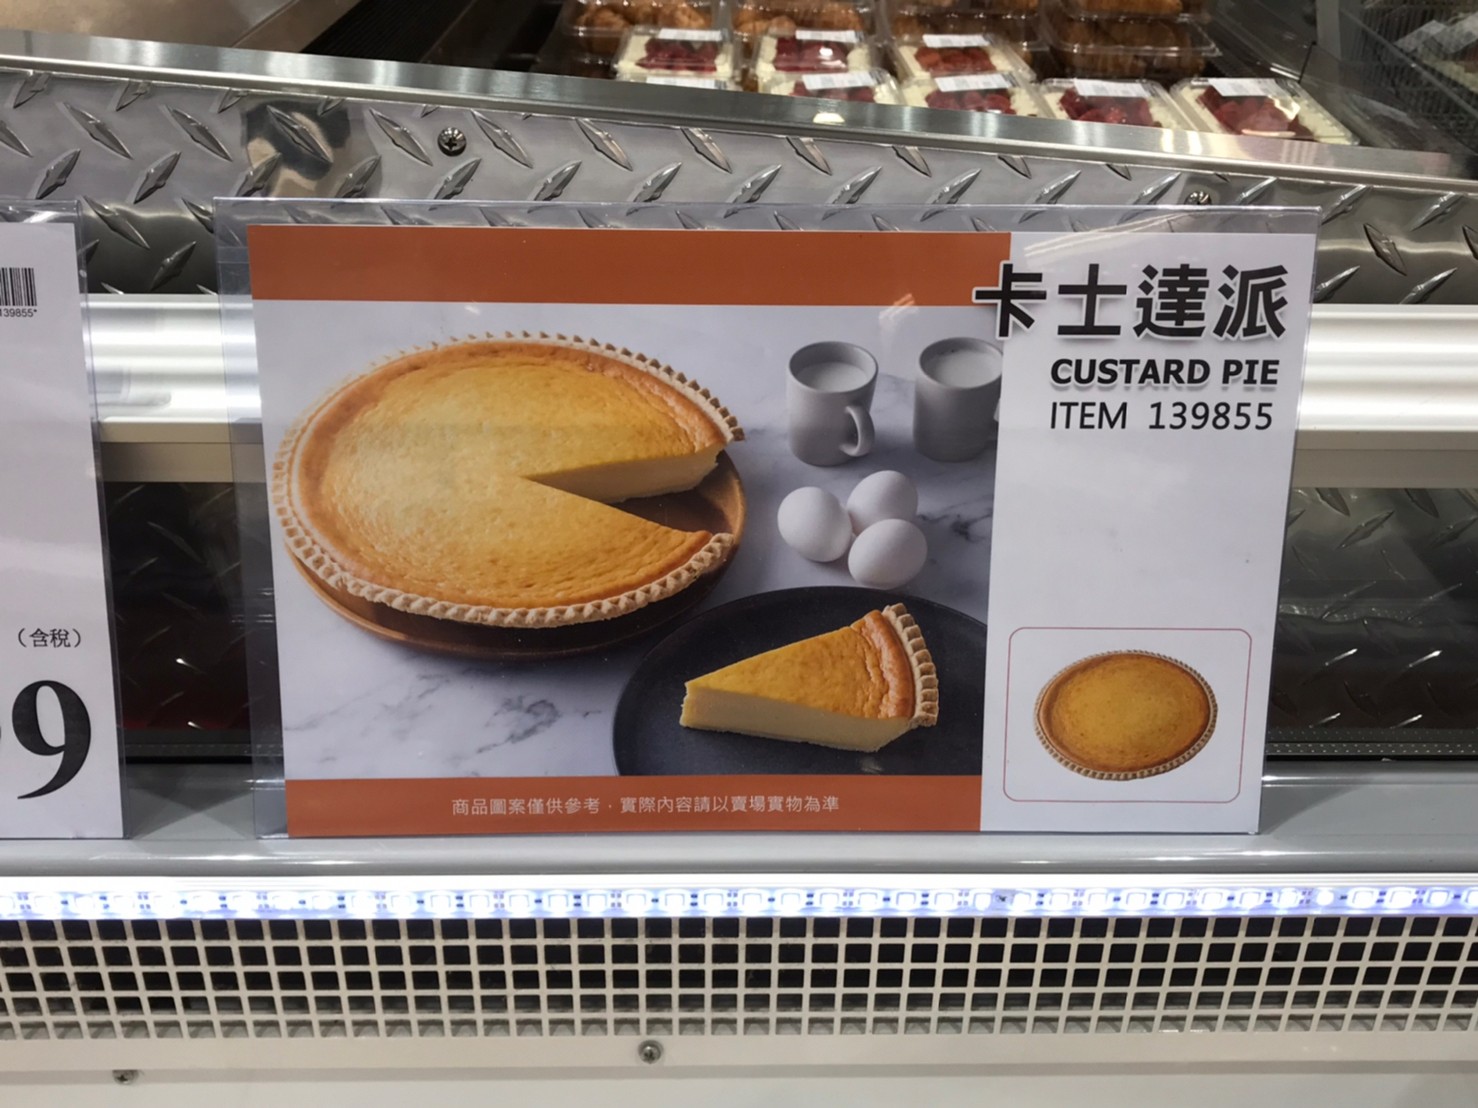 139855*
（含稅）
9
卡士達派
CUSTARD PIE
ITEM 139855
商品圖案僅供參考．實際內容請以賣場實物為準